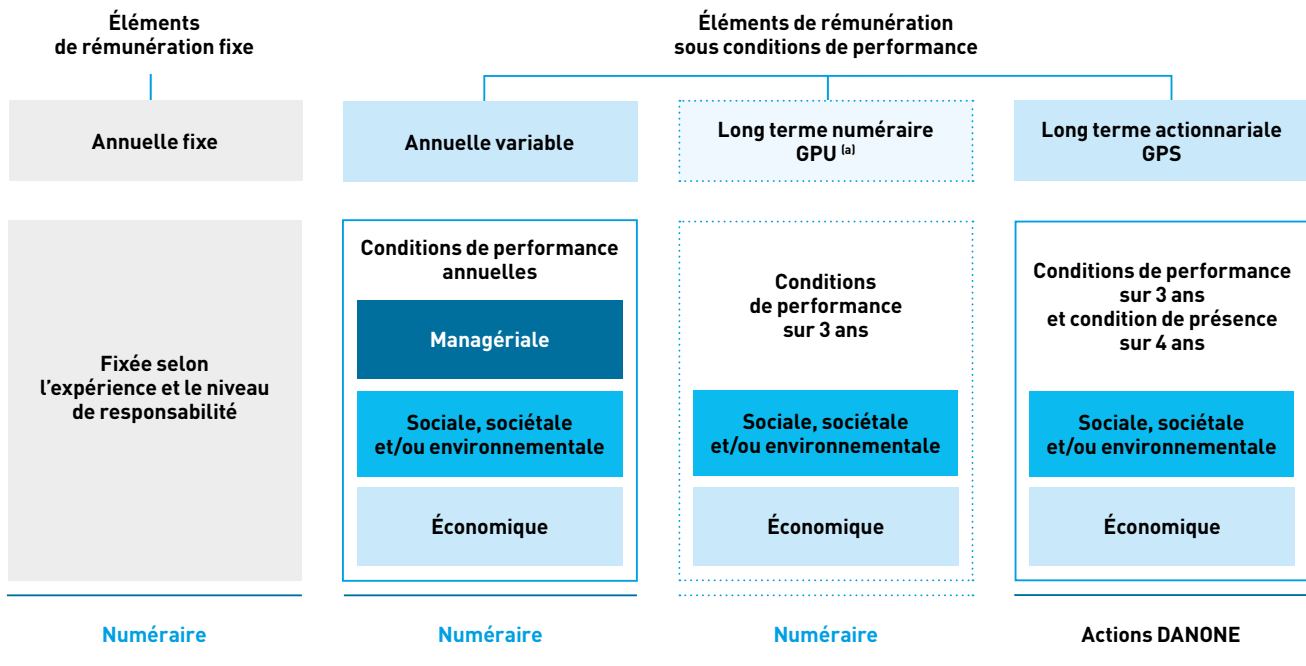 Éléments
de rémunération fixe
Éléments de rémunération
sous conditions de performance
Annuelle fixe
Annuelle variable
Long terme numéraire
GPU (a)
Long terme actionnariale
GPS
Fixée selon
l'expérience et le niveau
de responsabilité
Conditions de performance
annuelles
Managériale
Sociale, sociétale
et/ou environnementale
Économique
Conditions
de performance
sur 3 ans
Sociale, sociétale
et/ou environnementale
Économique
Conditions de performance
sur 3 ans
et condition de présence
sur 4 ans
Sociale, sociétale
et/ou environnementale
Économique
Numéraire
Numéraire
Numéraire
Actions DANONE